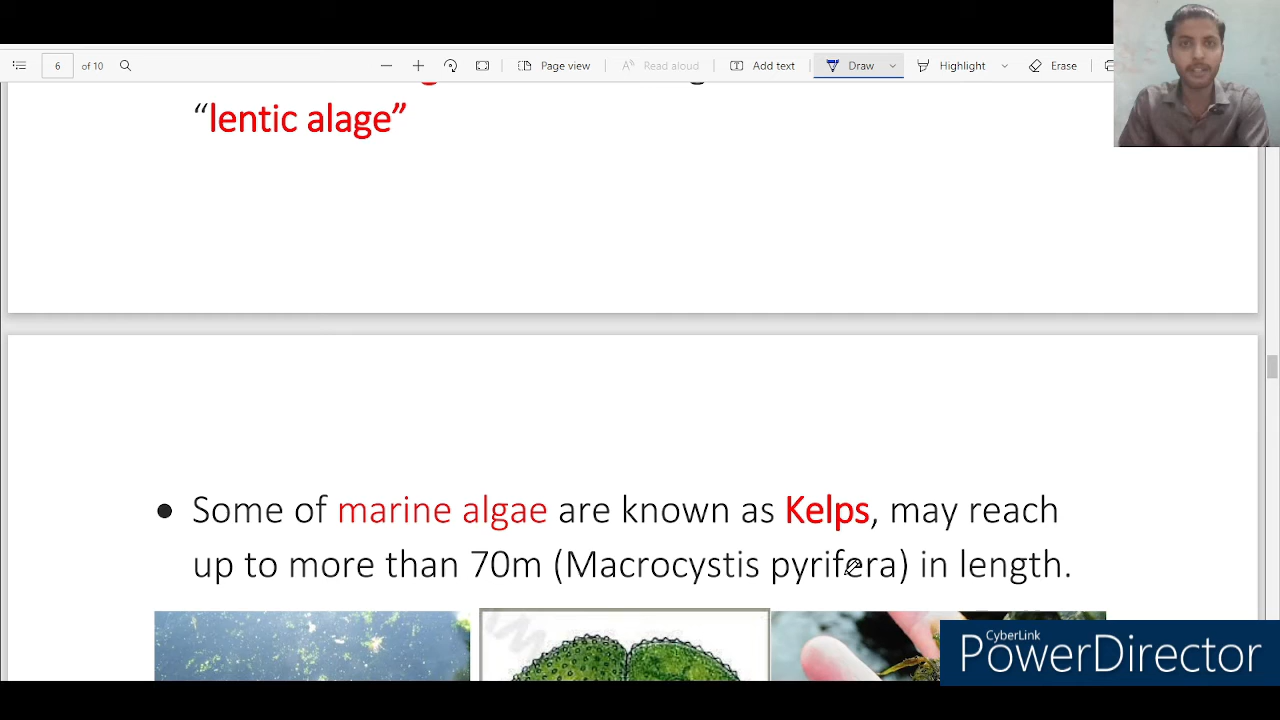 6 of 10 Page view Read aloud Add text Draw Highlight Erase
“lentic alage”
Some of marine algae are known as Kelps, may reach
up to more than 70m (Macrocystis pyrifera) in length.
CyberLink
PowerDirector